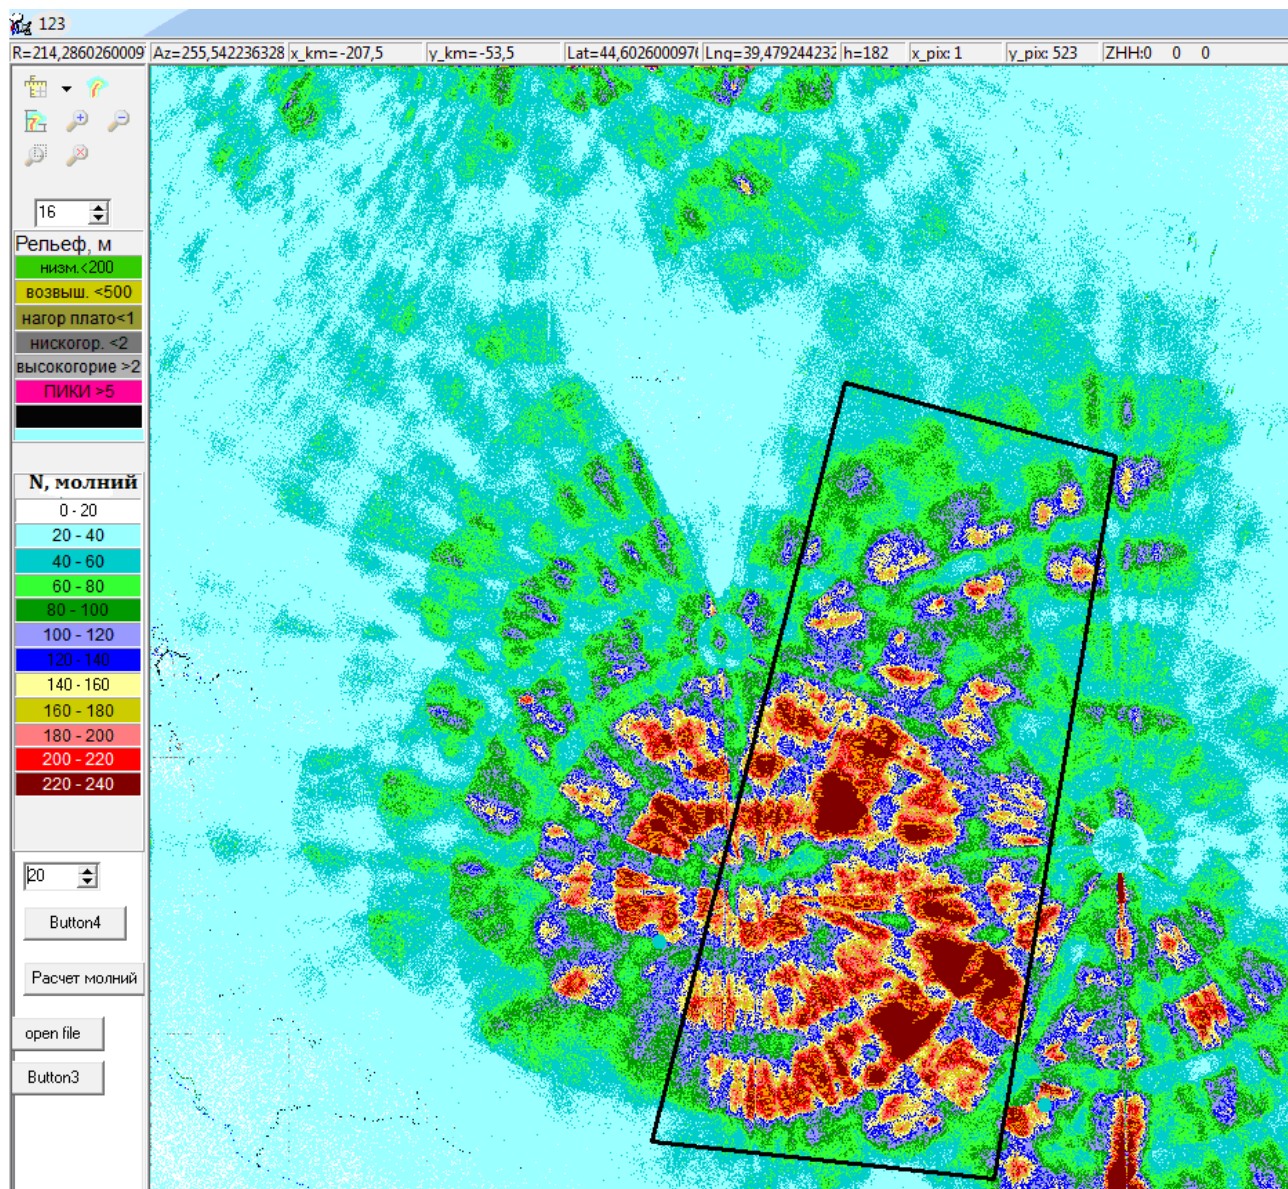 123
R=214,2860260009 Az=255,542236328 x_km=-207,5 y_km=-53,5 Lat=44,6026000976 Lng=39,479244232 h=182 x_pix: 1 y_pix: 523 ZHH:0 0 0
16
Рельеф, м
низм.<200
возвыш. <500
нагор плато<1
нискогор. <2
высокогорие >2
ПИКИ >5
N, молний
0 - 20
20 - 40
40 - 60
60 - 80
80 - 100
100 - 120
120 - 140
140 - 160
160 - 180
180 - 200
200 - 220
220 - 240
20
Button4
Расчет молний
open file
Button3